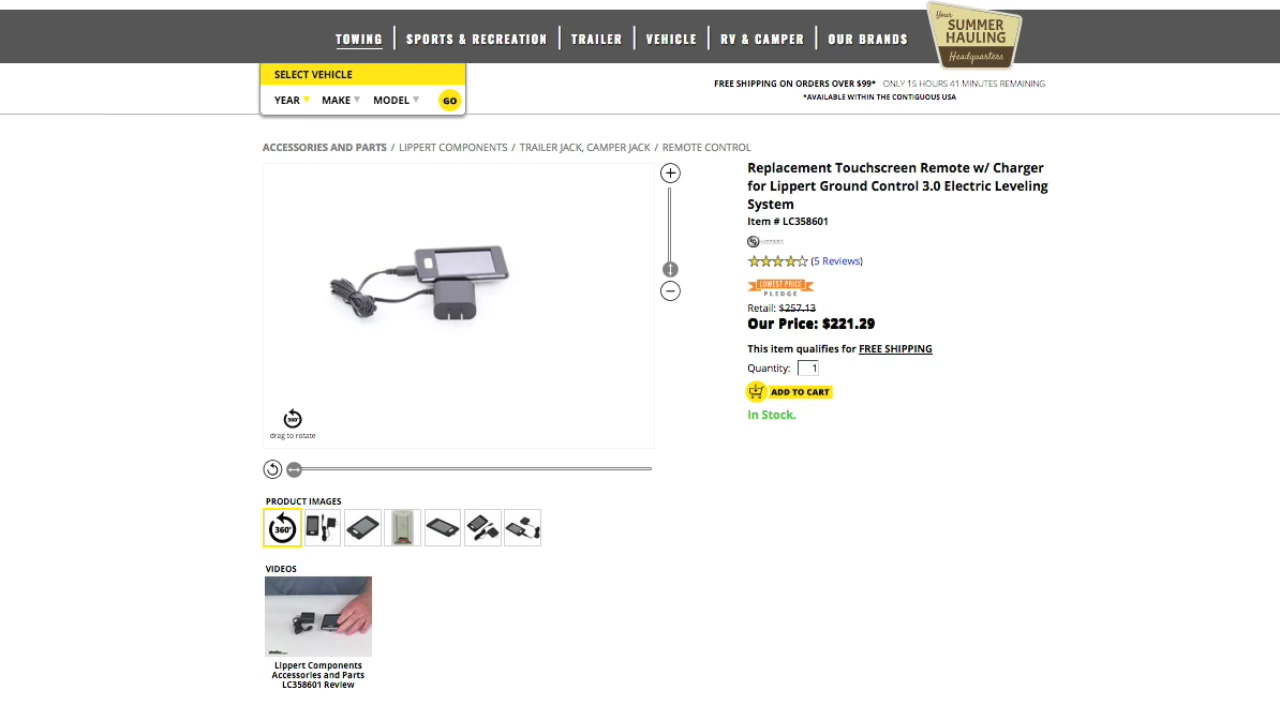 Your
SUMMER
HAULING
Headquarters
TOWING
SPORTS & RECREATION
TRAILER
VEHICLE
RV & CAMPER
OUR BRANDS
SELECT VEHICLE
YEAR
MAKE
MODEL
GO
FREE SHIPPING ON ORDERS OVER $99* ONLY 15 HOURS 41 MINUTES REMAINING
*AVAILABLE WITHIN THE CONTIGUOUS USA
ACCESSORIES AND PARTS / LIPPERT COMPONENTS / TRAILER JACK, CAMPER JACK / REMOTE CONTROL
360°
drag to rotate
Replacement Touchscreen Remote w/ Charger
for Lippert Ground Control 3.0 Electric Leveling
System
Item # LC358601
LIPPERT
(5 Reviews)
LOWEST PRICE
PLEDGE
Retail: $257.13
Our Price: $221.29
This item qualifies for FREE SHIPPING
Quantity: 1
ADD TO CART
In Stock.
PRODUCT IMAGES
360°
VIDEOS
Lippert Components
Accessories and Parts
LC358601 Review